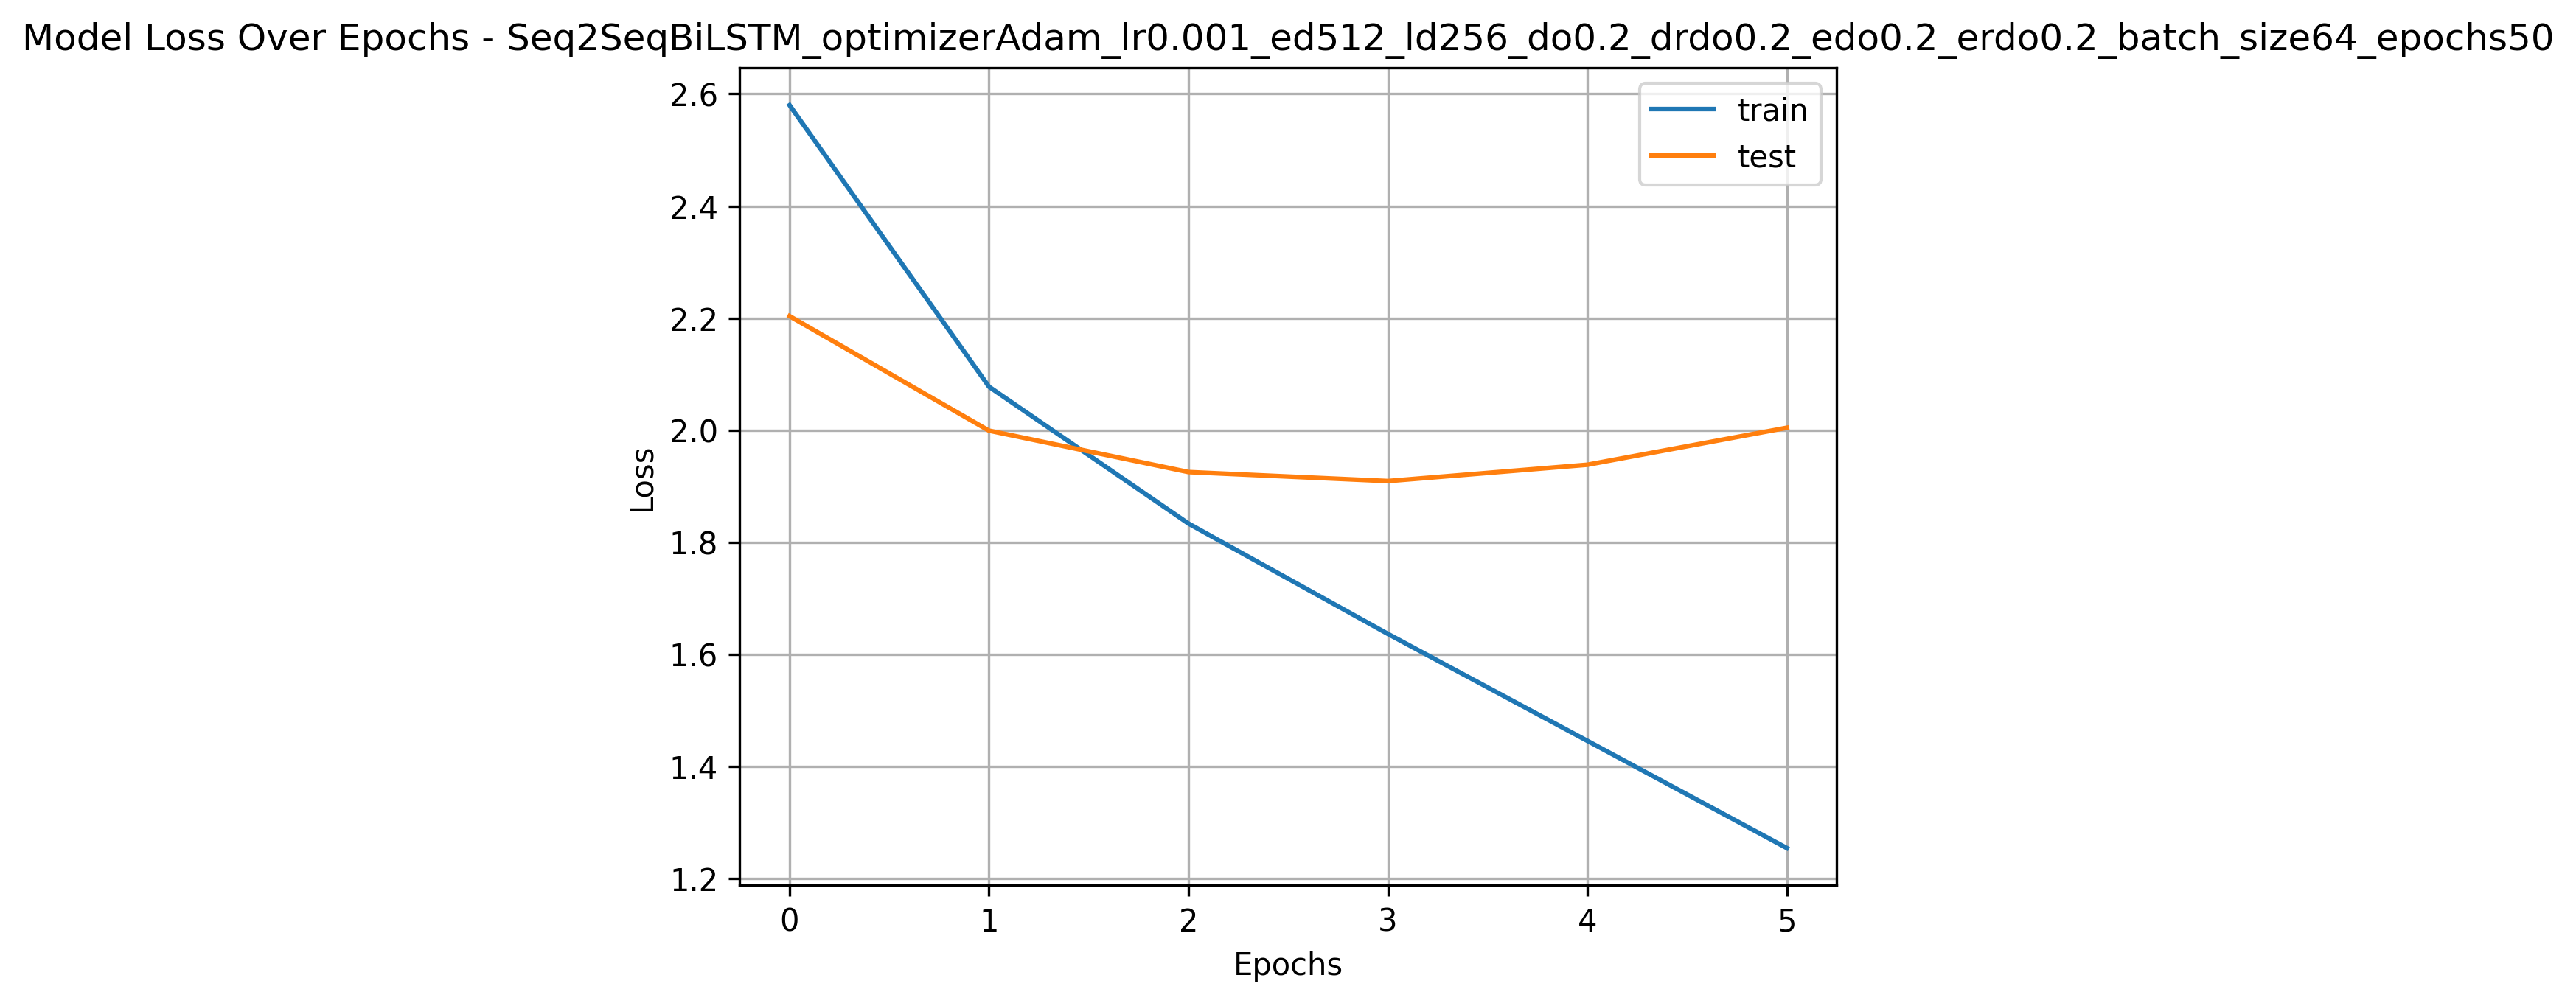 Model Loss Over Epochs - Seq2SeqBiLSTM_optimizerAdam_lr0.001_ed512_ld256_do0.2_drdo0.2_edo0.2_erdo0.2_batch_size64_epochs50
train
test
2.6
2.4
2.2
2.0
1.8
1.6
1.4
1.2
Loss
0 1 2 3 4 5
Epochs